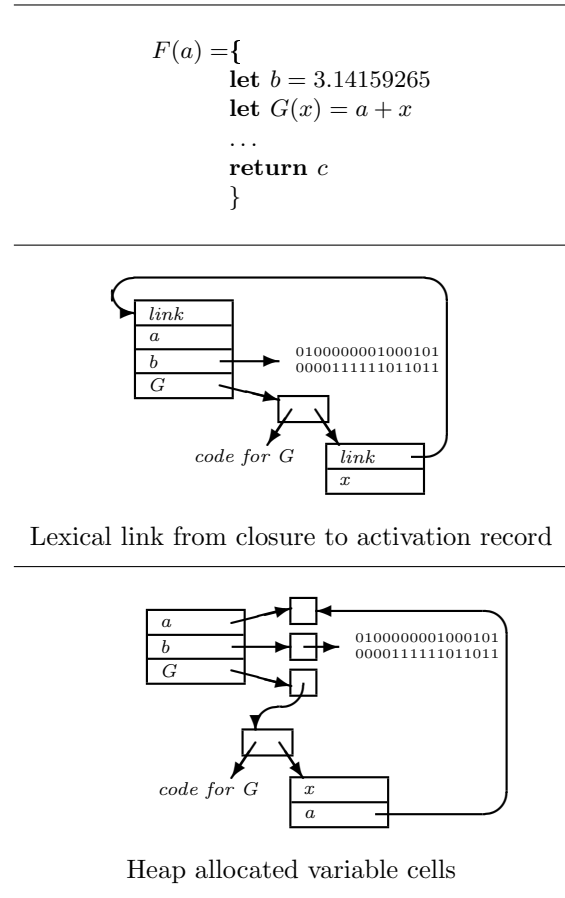 F(a) ={
let b = 3.14159265
let G(x) = a + x
...
return c
}
link
a
b
G
0100000001000101
0000111111011011
code for G
link
x
Lexical link from closure to activation record
a
b
G
0100000001000101
0000111111011011
code for G
x
a
Heap allocated variable cells